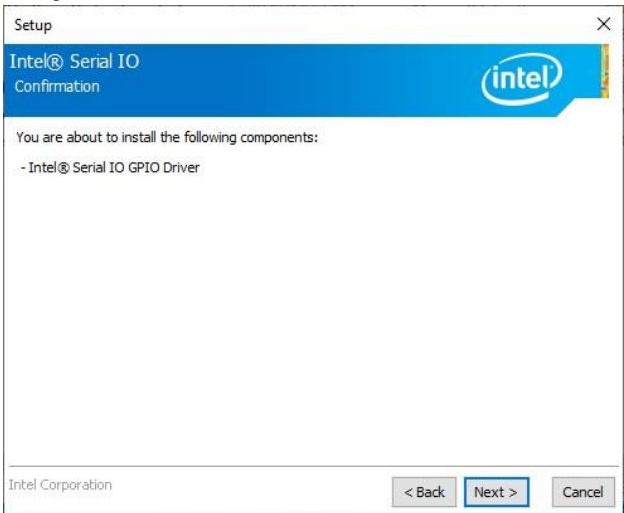 Setup
Intel® Serial IO
Confirmation
intel
You are about to install the following components:
- Intel® Serial IO GPIO Driver
Intel Corporation
< Back
Next >
Cancel